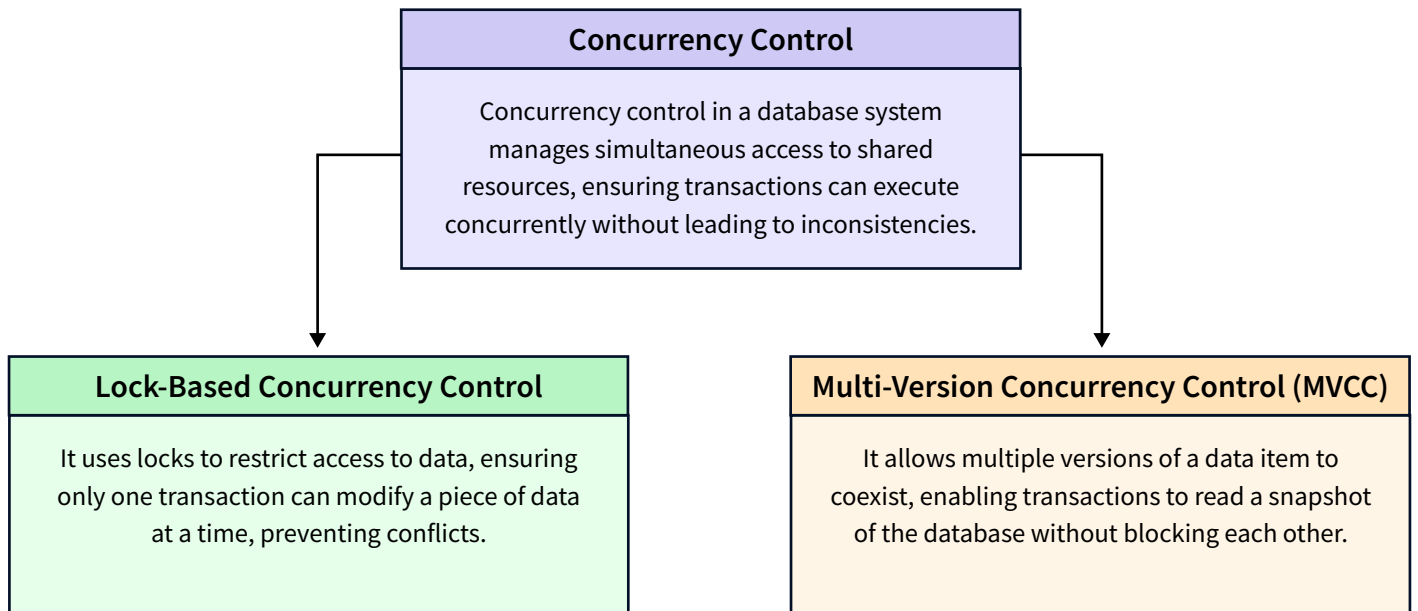 Concurrency Control
Concurrency control in a database system
manages simultaneous access to shared
resources, ensuring transactions can execute
concurrently without leading to inconsistencies.
Lock-Based Concurrency Control
It uses locks to restrict access to data, ensuring
only one transaction can modify a piece of data
at a time, preventing conflicts.
Multi-Version Concurrency Control (MVCC)
It allows multiple versions of a data item to
coexist, enabling transactions to read a snapshot
of the database without blocking each other.